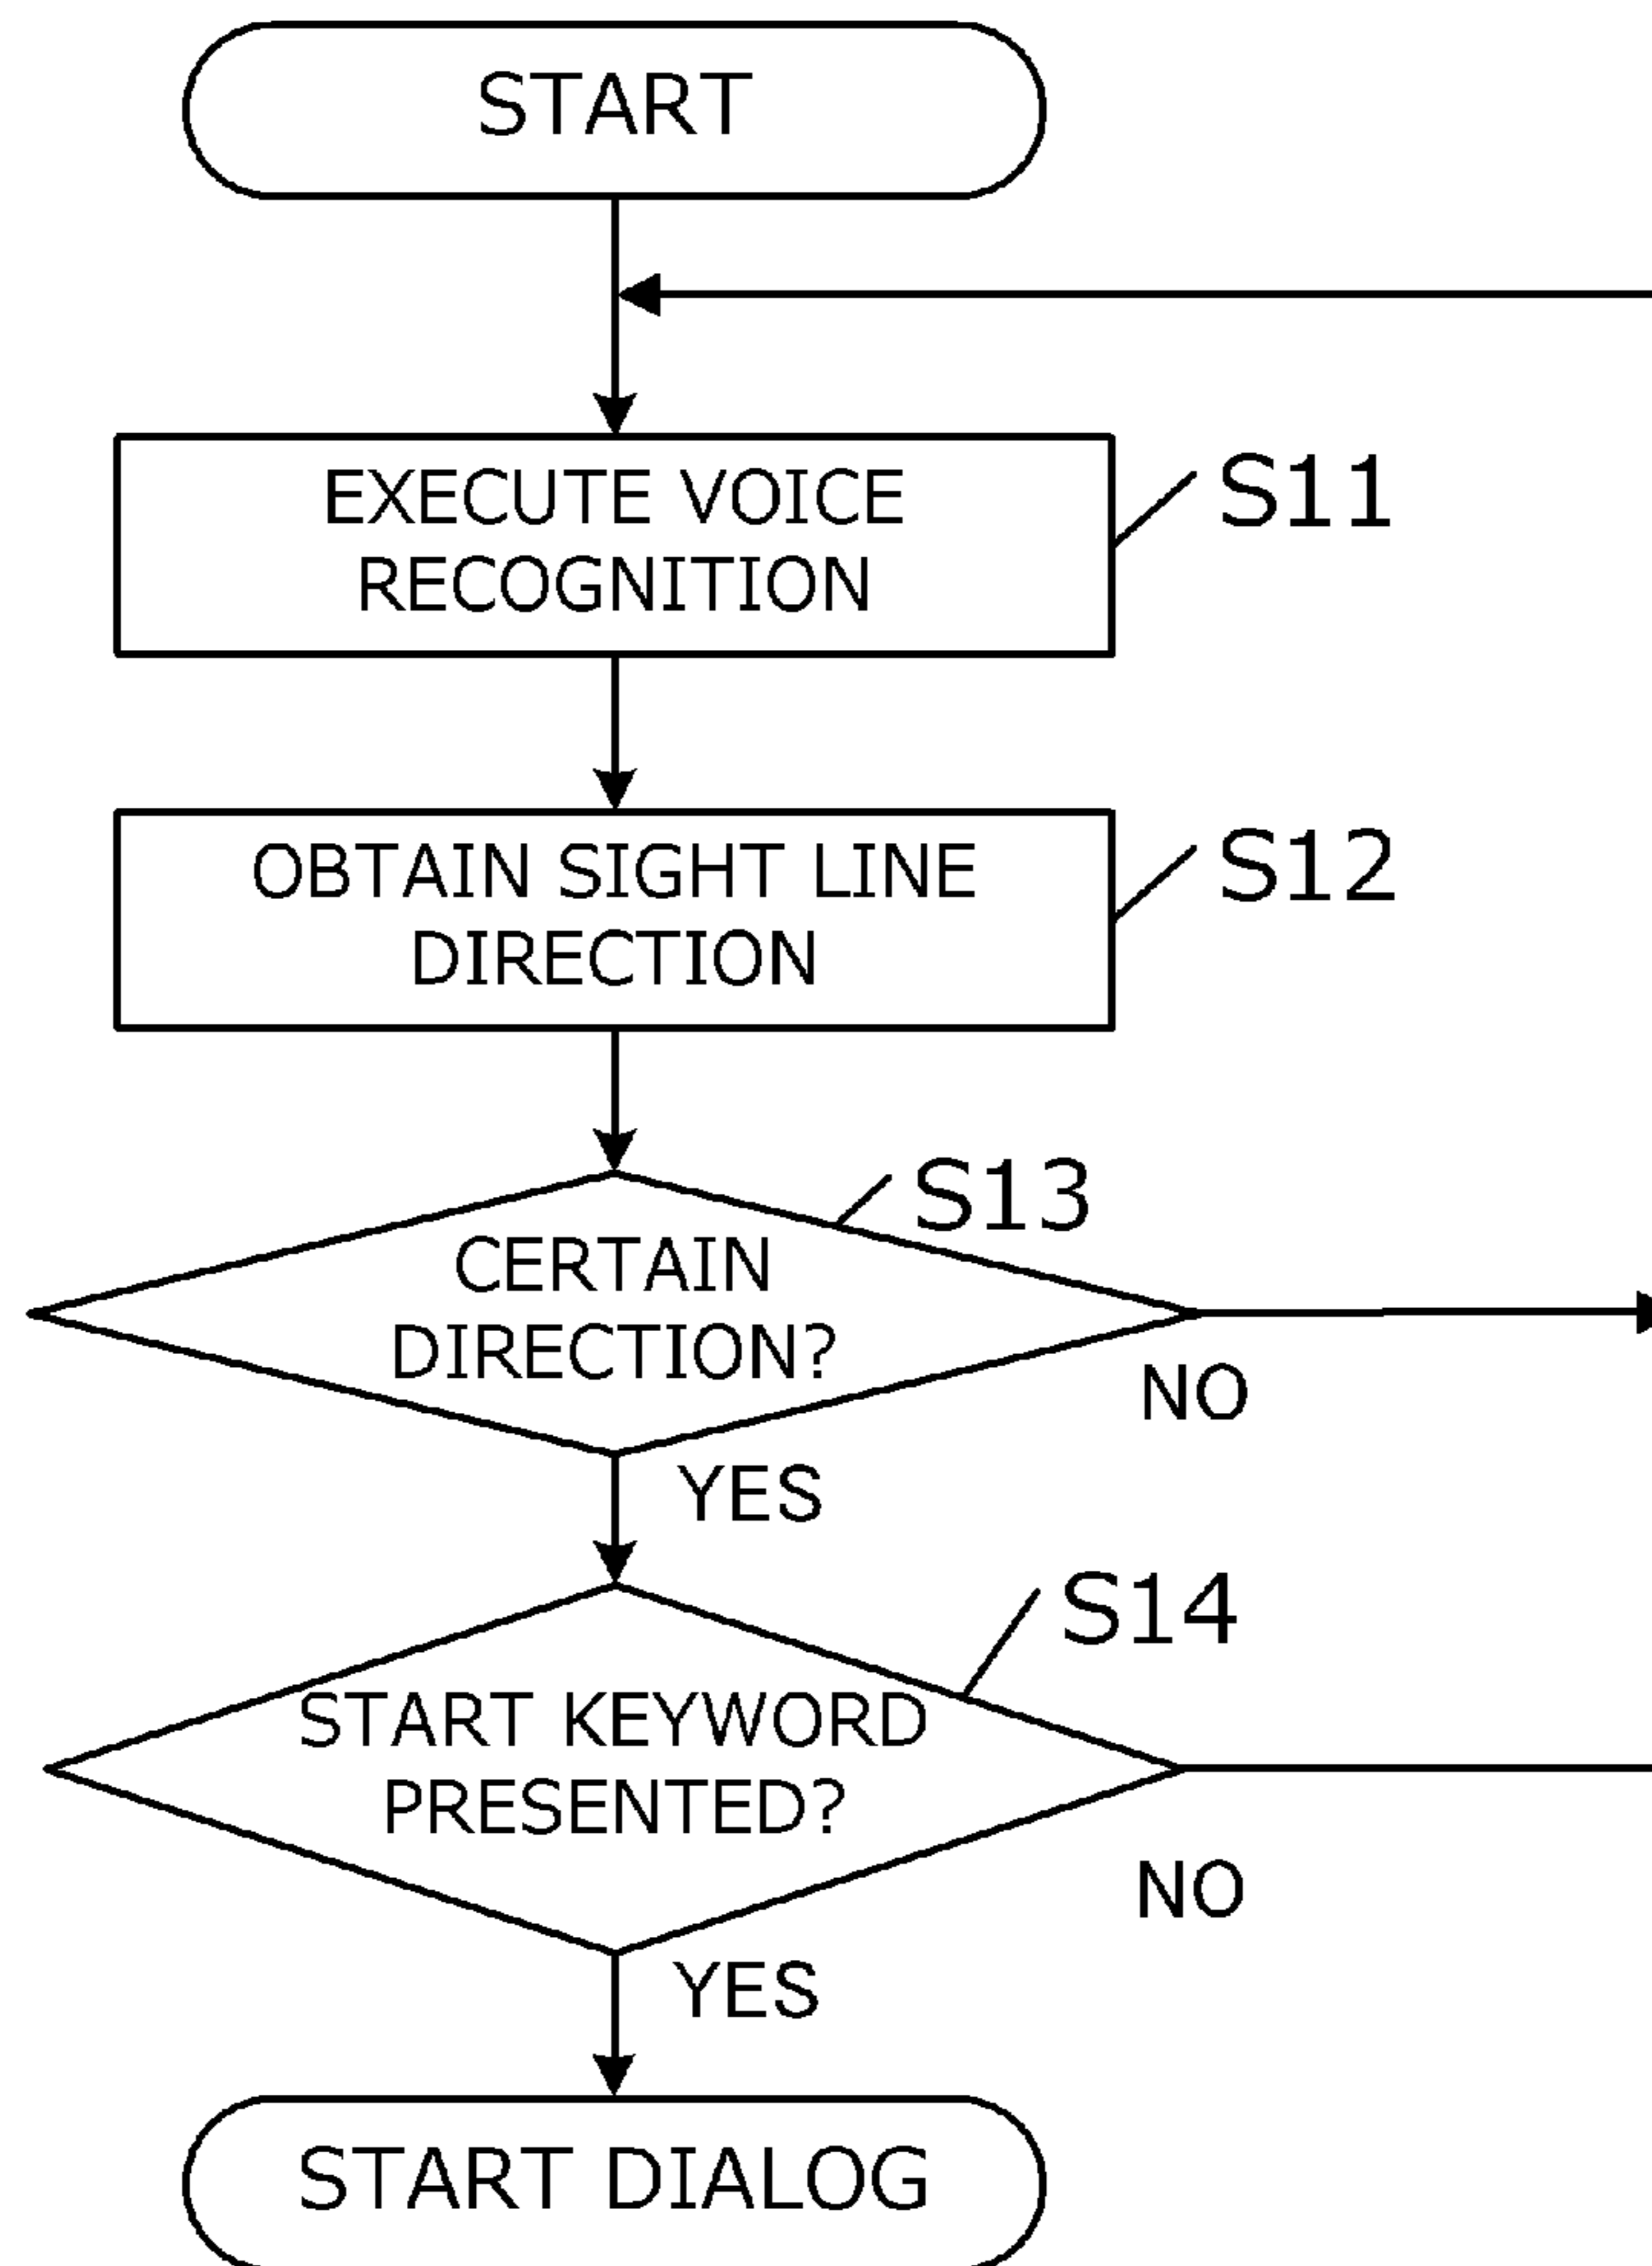 START
EXECUTE VOICE
RECOGNITION
S11
OBTAIN SIGHT LINE
DIRECTION
S12
S13
CERTAIN
DIRECTION?
NO
YES
S14
START KEYWORD
PRESENTED?
NO
YES
START DIALOG